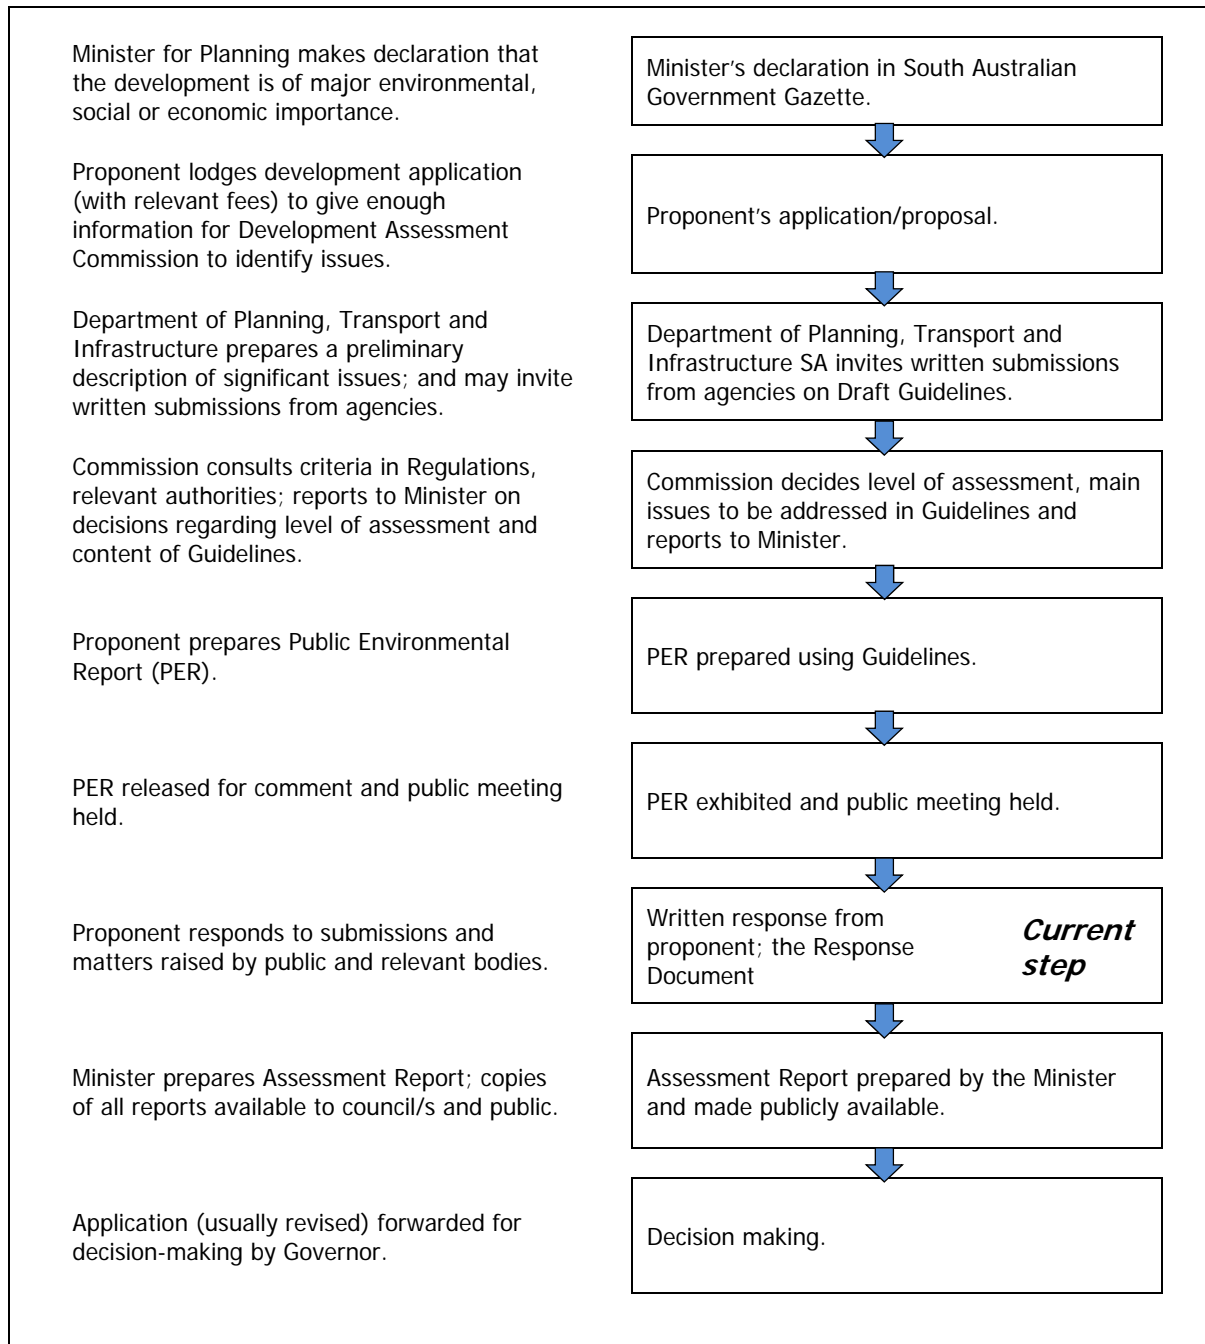 Minister for Planning makes declaration that
the development is of major environmental,
social or economic importance.
Minister’s declaration in South Australian
Government Gazette.
Proponent lodges development application
(with relevant fees) to give enough
information for Development Assessment
Commission to identify issues.
Proponent’s application/proposal.
Department of Planning, Transport and
Infrastructure prepares a preliminary
description of significant issues; and may invite
written submissions from agencies.
Department of Planning, Transport and
Infrastructure SA invites written submissions
from agencies on Draft Guidelines.
Commission consults criteria in Regulations,
relevant authorities; reports to Minister on
decisions regarding level of assessment and
content of Guidelines.
Commission decides level of assessment, main
issues to be addressed in Guidelines and
reports to Minister.
Proponent prepares Public Environmental
Report (PER).
PER prepared using Guidelines.
PER released for comment and public meeting
held.
PER exhibited and public meeting held.
Proponent responds to submissions and
matters raised by public and relevant bodies.
Written response from
proponent; the Response
Document
Current
step
Minister prepares Assessment Report; copies
of all reports available to council/s and public.
Assessment Report prepared by the Minister
and made publicly available.
Application (usually revised) forwarded for
decision-making by Governor.
Decision making.